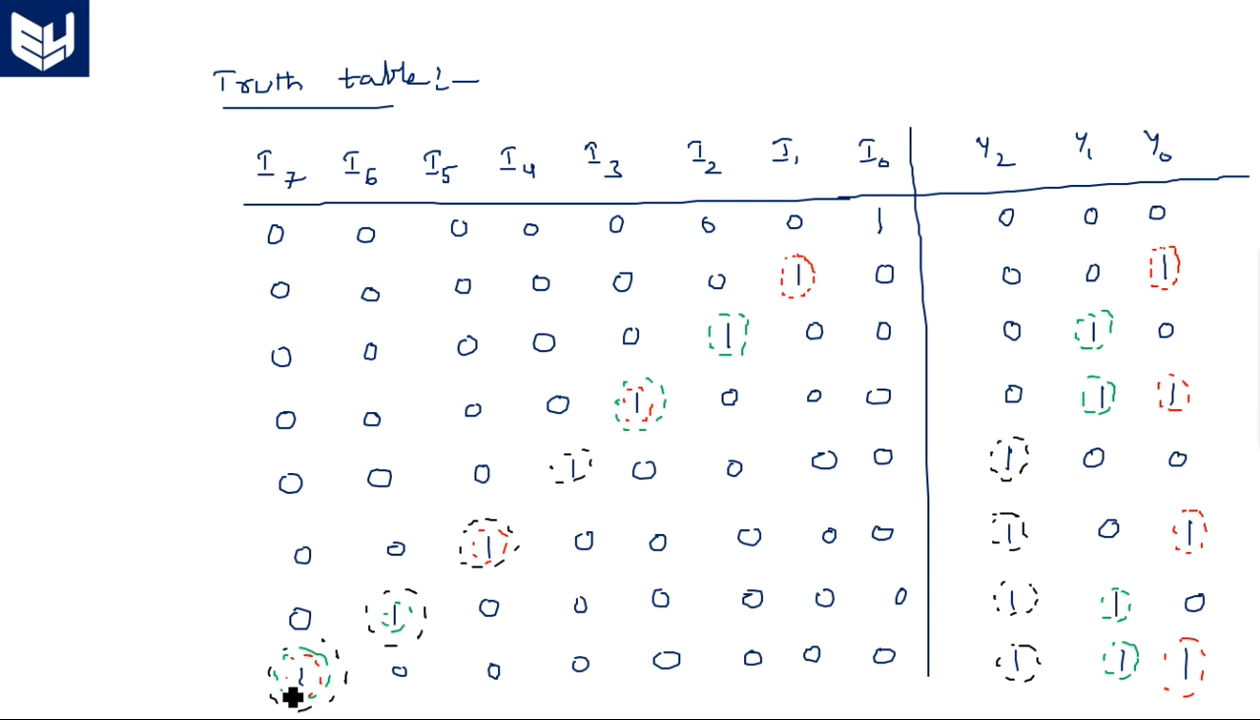 EY
Truth table:-
I7 I6 I5 I4 I3 I2 I1 I0 Y2 Y1 Y0
0 0 0 0 0 0 0 1 0 0 0
0 0 0 0 0 0 1 0 0 0 1
0 0 0 0 0 1 0 0 0 1 0
0 0 0 0 1 0 0 0 0 1 1
0 0 0 1 0 0 0 0 1 0 0
0 0 1 0 0 0 0 0 1 0 1
0 1 0 0 0 0 0 0 1 1 0
1 0 0 0 0 0 0 0 1 1 1